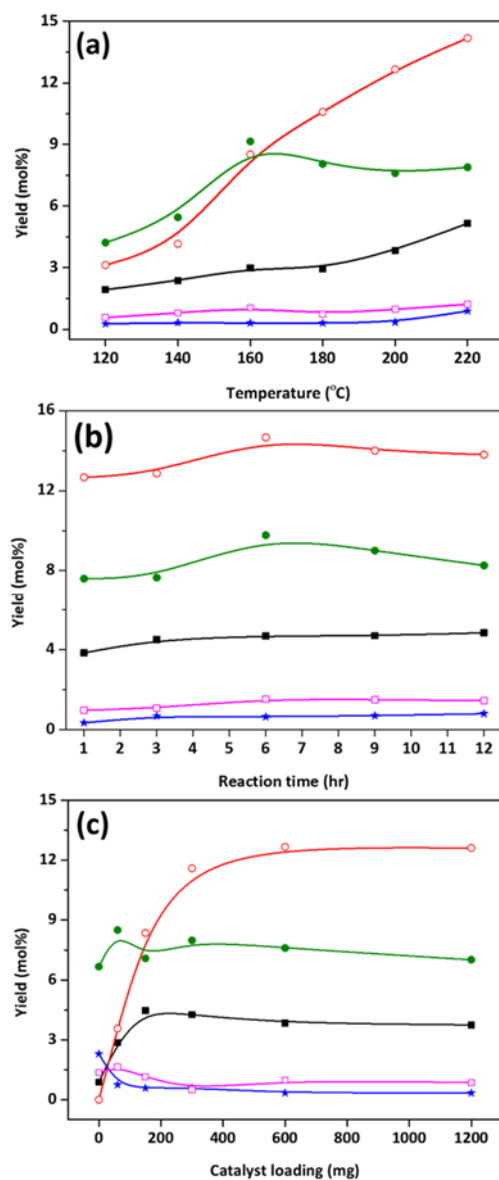 (a)
Yield (mol%)
15
12
9
6
3
0
120 140 160 180 200 220
Temperature (°C)
(b)
Yield (mol%)
16
12
8
4
0
1 2 3 4 5 6 7 8 9 10 11 12
Reaction time (hr)
(c)
Yield (mol%)
15
12
9
6
3
0
0 200 400 600 800 1000 1200
Catalyst loading (mg)